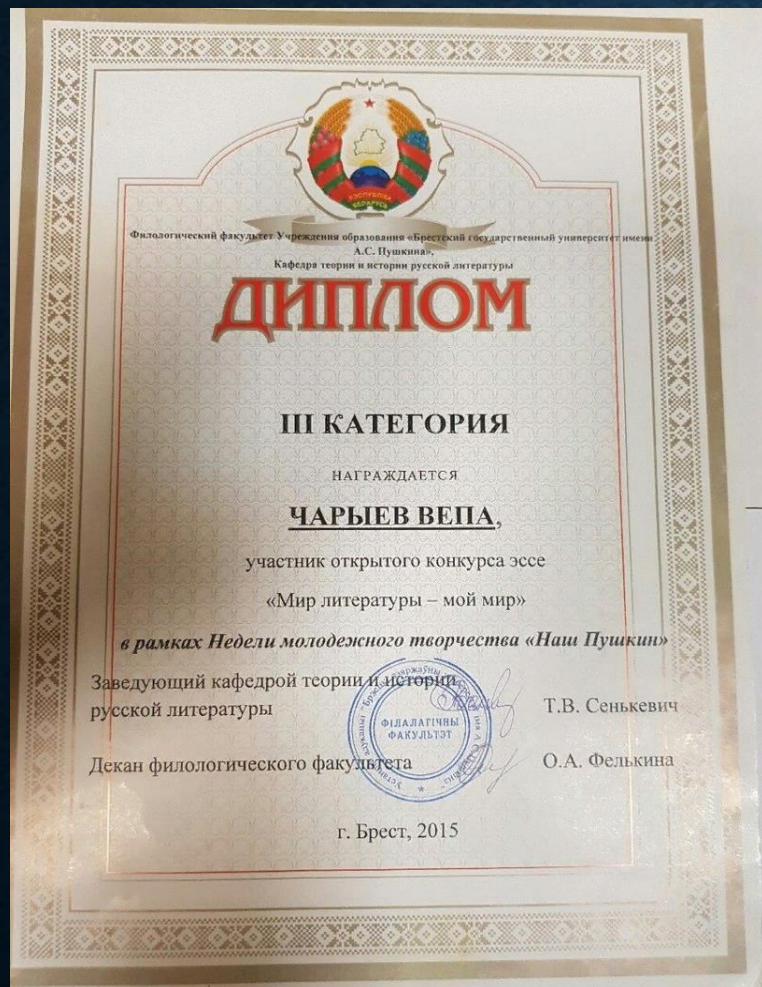 РЭСПУБЛІКА
БЕЛАРУСЬ
Филологический факультет Учреждения образования «Брестский государственный университет имени
А.С. Пушкина»,
Кафедра теории и истории русской литературы
ДИПЛОМ
III КАТЕГОРИЯ
НАГРАЖДАЕТСЯ
ЧАРЫЕВ ВЕПА,
участник открытого конкурса эссе
«Мир литературы – мой мир»
в рамках Недели молодежного творчества «Наш Пушкин»
Заведующий кафедрой теории и истории
русской литературы
Т.В. Сенькевич
ФІЛАЛАГІЧНЫ
ФАКУЛЬТЭТ
Декан филологического факультета
О.А. Фелькина
г. Брест, 2015